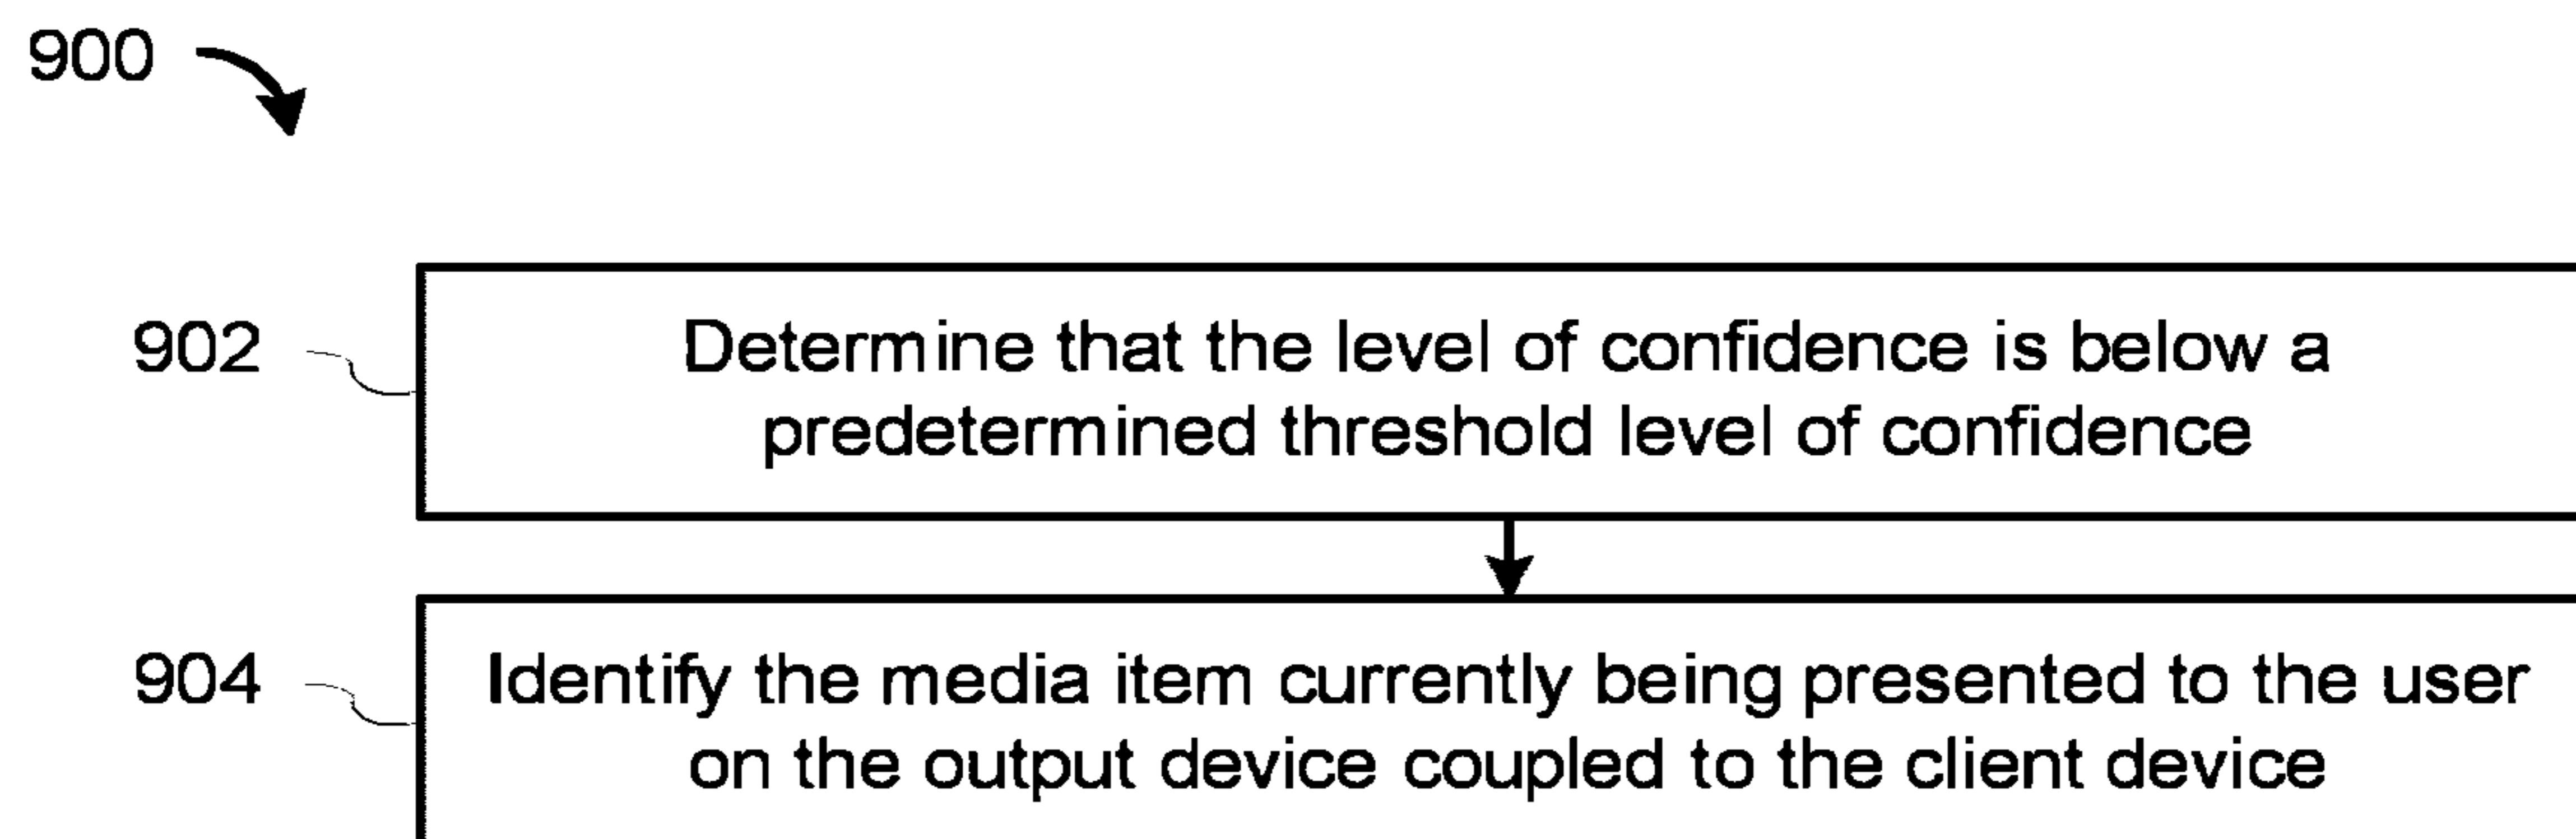 900
902
Determine that the level of confidence is below a
predetermined threshold level of confidence
904
Identify the media item currently being presented to the user
on the output device coupled to the client device